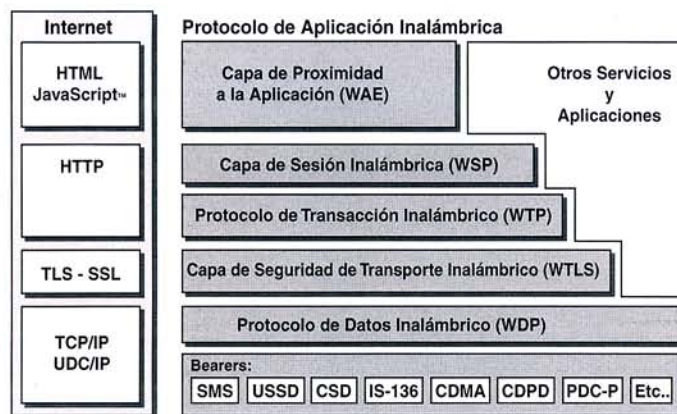 Internet
HTML
JavaScript™
HTTP
TLS - SSL
TCP/IP
UDC/IP
Protocolo de Aplicación Inalámbrica
Capa de Proximidad
a la Aplicación (WAE)
Otros Servicios
y
Aplicaciones
Capa de Sesión Inalámbrica (WSP)
Protocolo de Transacción Inalámbrico (WTP)
Capa de Seguridad de Transporte Inalámbrico (WTLS)
Protocolo de Datos Inalámbrico (WDP)
Bearers:
SMS USSD CSD IS-136 CDMA CDPD PDC-P Etc..